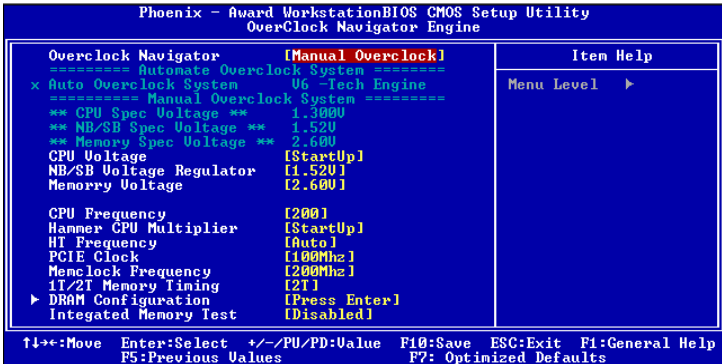 Phoenix - Award WorkstationBIOS CMOS Setup Utility
OverClock Navigator Engine
Overclock Navigator [Manual Overclock]
========= Automate Overclock System ========
x Auto Overclock System V6 -Tech Engine
========== Manual Overclock System =========
** CPU Spec Voltage ** 1.300V
** NB/SB Spec Voltage ** 1.52V
** Memory Spec Voltage ** 2.60V
CPU Voltage [StartUp]
NB/SB Voltage Regulator [1.52V]
Memorry Voltage [2.60V]
CPU Frequency [200]
Hammer CPU Multiplier [StartUp]
HT Frequency [Auto]
PCIE Clock [100Mhz]
Memclock Frequency [200Mhz]
1T/2T Memory Timing [2T]
► DRAM Configuration [Press Enter]
Integated Memory Test [Disabled]
Item Help
Menu Level ►
↑↓→←:Move Enter:Select +/-/PU/PD:Value F10:Save ESC:Exit F1:General Help
F5:Previous Values F7: Optimized Defaults